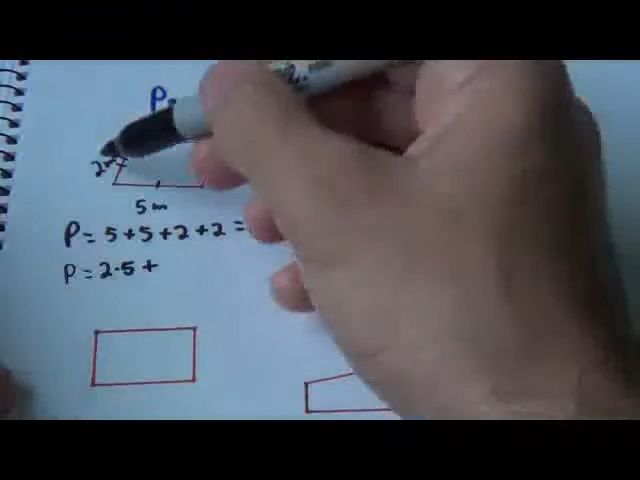 P
2m
5m
P = 5 + 5 + 2 + 2 =
P = 2·5 +